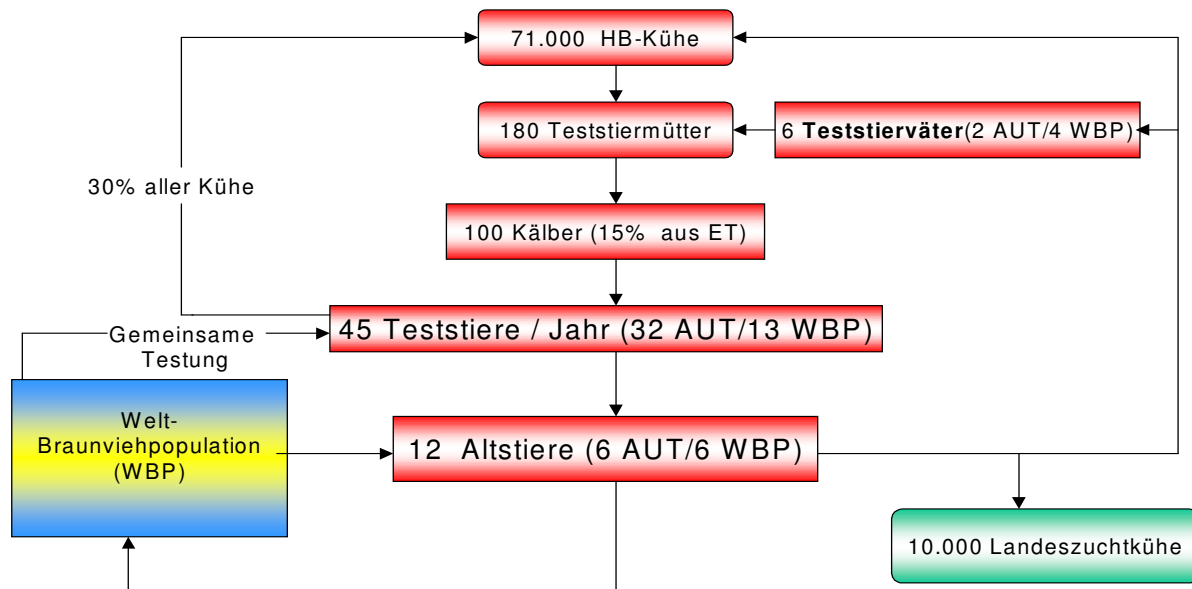 71.000 HB-Kühe
180 Teststiermütter
6 Teststierväter(2 AUT/4 WBP)
30% aller Kühe
100 Kälber (15% aus ET)
45 Teststiere / Jahr (32 AUT/13 WBP)
Gemeinsame
Testung
Welt-
Braunviehpopulation
(WBP)
12 Altstiere (6 AUT/6 WBP)
10.000 Landeszuchtkühe